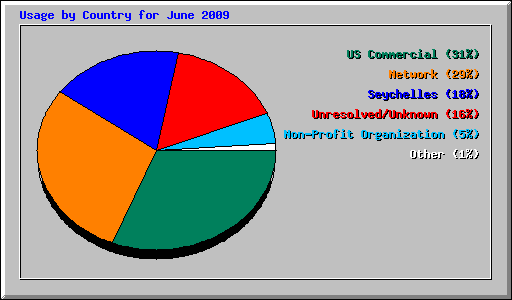 Usage by Country for June 2009
US Commercial (31%)
Network (29%)
Seychelles (18%)
Unresolved/Unknown (16%)
Non-Profit Organization (5%)
Other (1%)